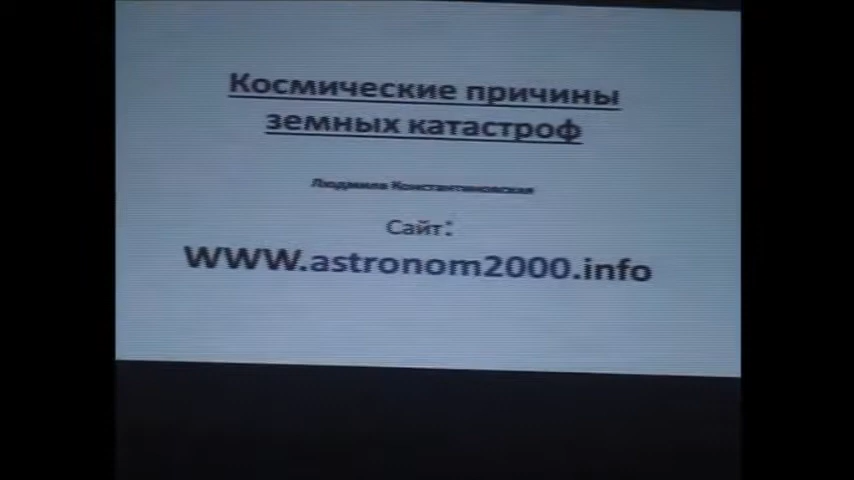 Космические причины
земных катастроф
Людмила Константиновская
Сайт:
WWW.astronom2000.info